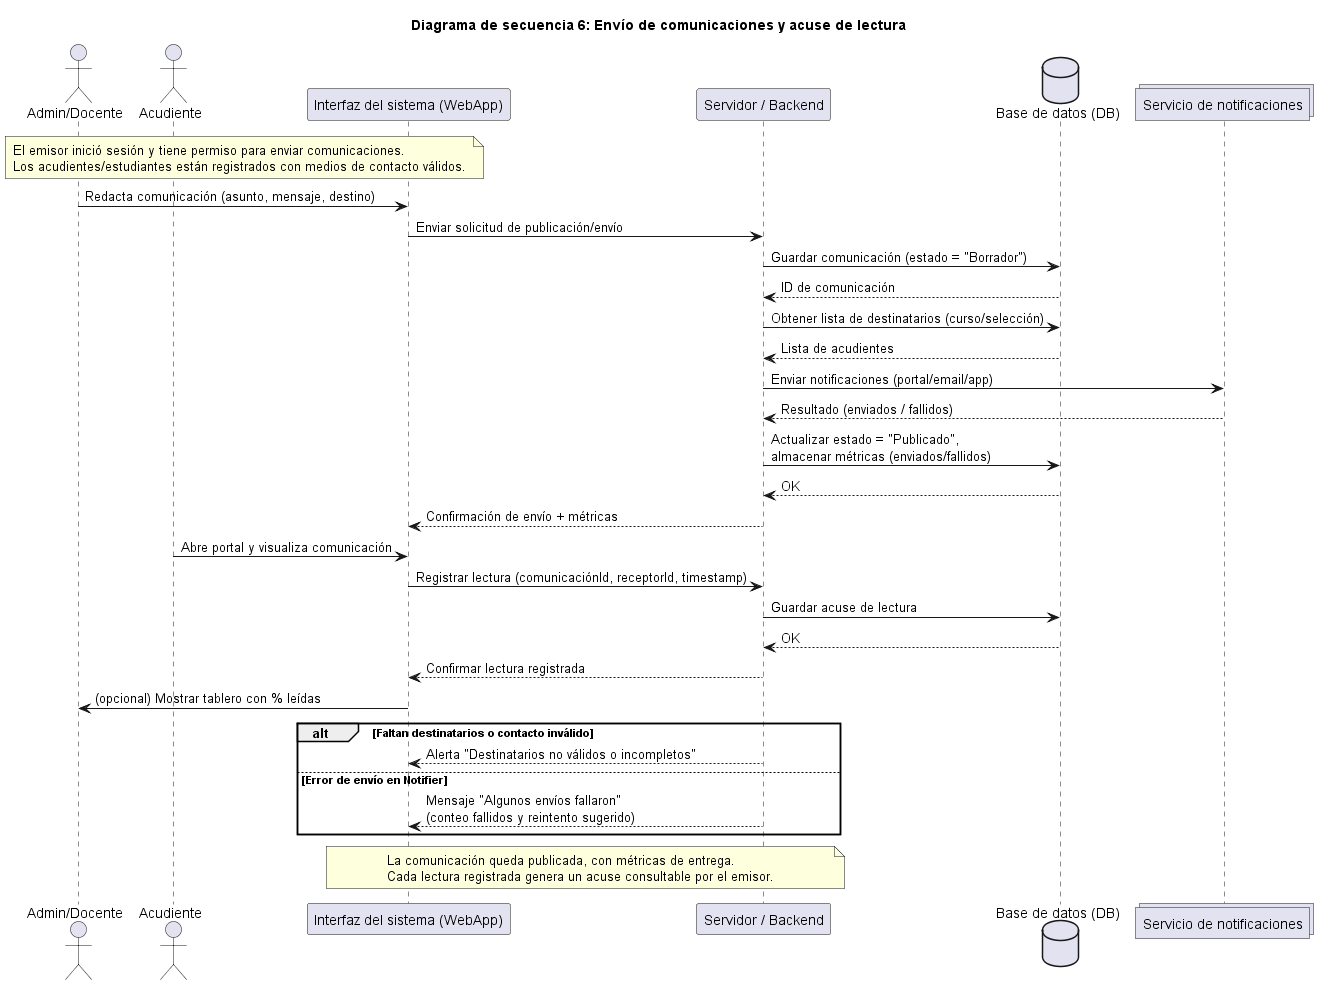 Diagrama de secuencia 6: Envío de comunicaciones y acuse de lectura
Admin/Docente
Acudiente
Interfaz del sistema (WebApp)
Servidor / Backend
Base de datos (DB)
Servicio de notificaciones
El emisor inició sesión y tiene permiso para enviar comunicaciones.
Los acudientes/estudiantes están registrados con medios de contacto válidos.
Redacta comunicación (asunto, mensaje, destino)
Enviar solicitud de publicación/envío
Guardar comunicación (estado = "Borrador")
ID de comunicación
Obtener lista de destinatarios (curso/selección)
Lista de acudientes
Enviar notificaciones (portal/email/app)
Resultado (enviados / fallidos)
Actualizar estado = "Publicado",
almacenar métricas (enviados/fallidos)
OK
Confirmación de envío + métricas
Abre portal y visualiza comunicación
Registrar lectura (comunicaciónId, receptorId, timestamp)
Guardar acuse de lectura
OK
Confirmar lectura registrada
(opcional) Mostrar tablero con % leídas
alt [Faltan destinatarios o contacto inválido]
Alerta "Destinatarios no válidos o incompletos"
[Error de envío en Notifier]
Mensaje "Algunos envíos fallaron"
(conteo fallidos y reintento sugerido)
La comunicación queda publicada, con métricas de entrega.
Cada lectura registrada genera un acuse consultable por el emisor.
Admin/Docente
Acudiente
Interfaz del sistema (WebApp)
Servidor / Backend
Base de datos (DB)
Servicio de notificaciones